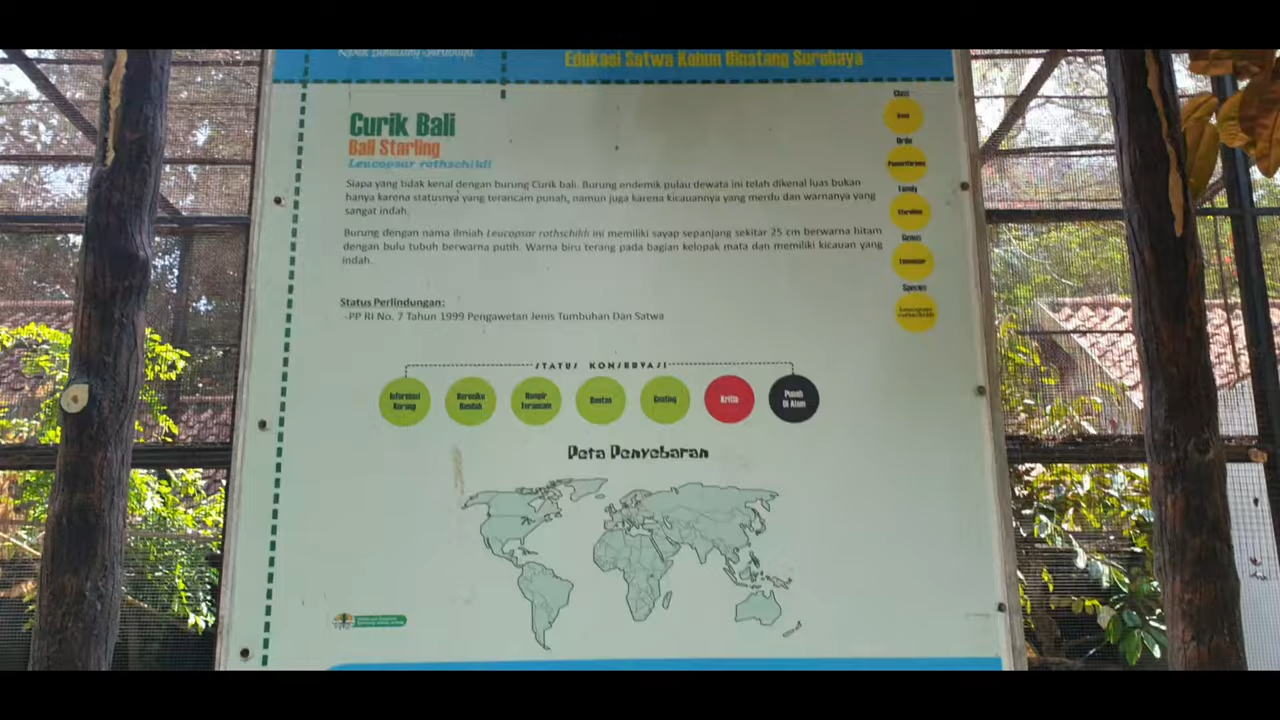 Edukasi Satwa Kebun Binatang Surabaya
Curik Bali
Bali Starling
Leucopsar rothschildi
Siapa yang tidak kenal dengan burung Curik bali. Burung endemik pulau dewata ini telah dikenal luas bukan
hanya karena statusnya yang terancam punah, namun juga karena kicauannya yang merdu dan warnanya yang
sangat indah.
Burung dengan nama ilmiah Leucopsar rothschildi ini memiliki sayap sepanjang sekitar 25 cm berwarna hitam
dengan bulu tubuh berwarna putih. Warna biru terang pada bagian kelopak mata dan memiliki kicauan yang
indah.
Status Perlindungan:
-PP RI No. 7 Tahun 1999 Pengawetan Jenis Tumbuhan Dan Satwa
STATUS KONSERVASI
Informasi
Kurang
Beresiko
Rendah
Hampir
Terancam
Rentan
Genting
Kritis
Punah
Di Alam
Peta Penyebaran
Class
Aves
Ordo
Passeriformes
Family
Sturnidae
Genus
Leucopsar
Species
Leucopsar
rothschildi